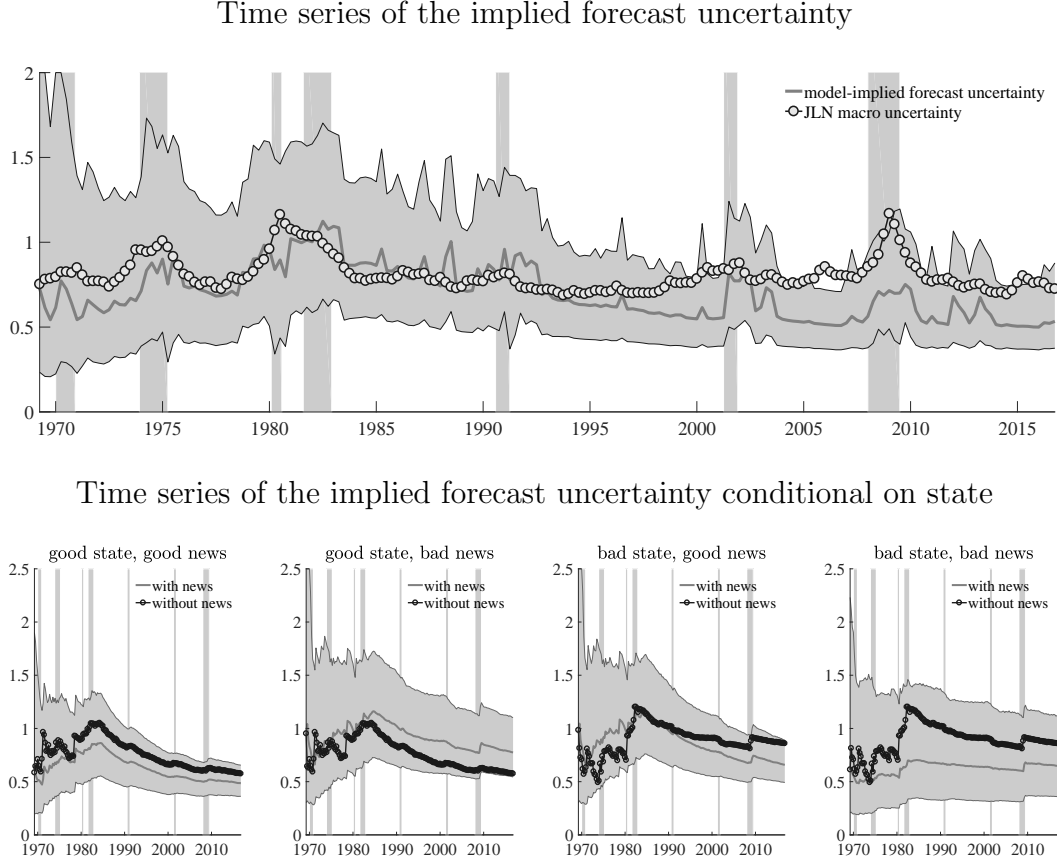 Time series of the implied forecast uncertainty
2
1.5
1
0.5
0
model-implied forecast uncertainty
JLN macro uncertainty
1970 1975 1980 1985 1990 1995 2000 2005 2010 2015
Time series of the implied forecast uncertainty conditional on state
good state, good news
2.5
2
1.5
1
0.5
0
with news
without news
1970 1980 1990 2000 2010
good state, bad news
2.5
2
1.5
1
0.5
0
with news
without news
1970 1980 1990 2000 2010
bad state, good news
2.5
2
1.5
1
0.5
0
with news
without news
1970 1980 1990 2000 2010
bad state, bad news
2.5
2
1.5
1
0.5
0
with news
without news
1970 1980 1990 2000 2010